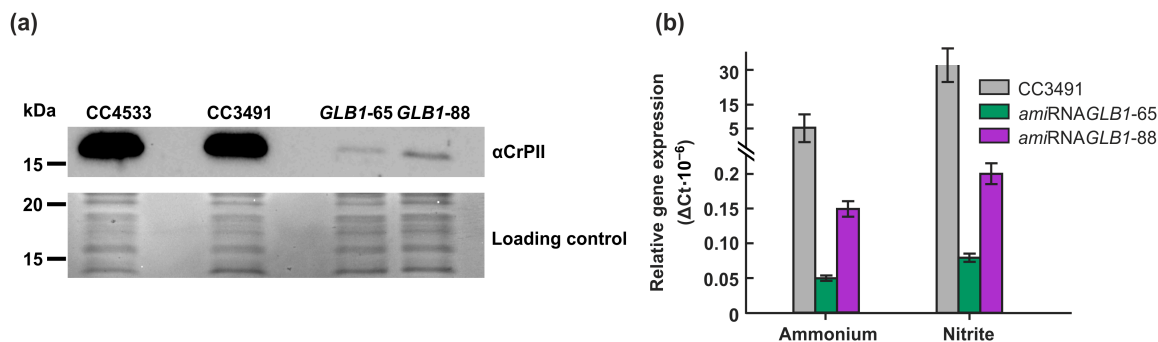 (a)
kDa
CC4533 CC3491 GLB1-65 GLB1-88
15
αCrPII
20
15
Loading control
(b)
Relative gene expression
(ΔCt·10⁻⁶)
30
15
5
0.2
0.15
0.10
0.05
0
Ammonium Nitrite
CC3491
amiRNAGLB1-65
amiRNAGLB1-88